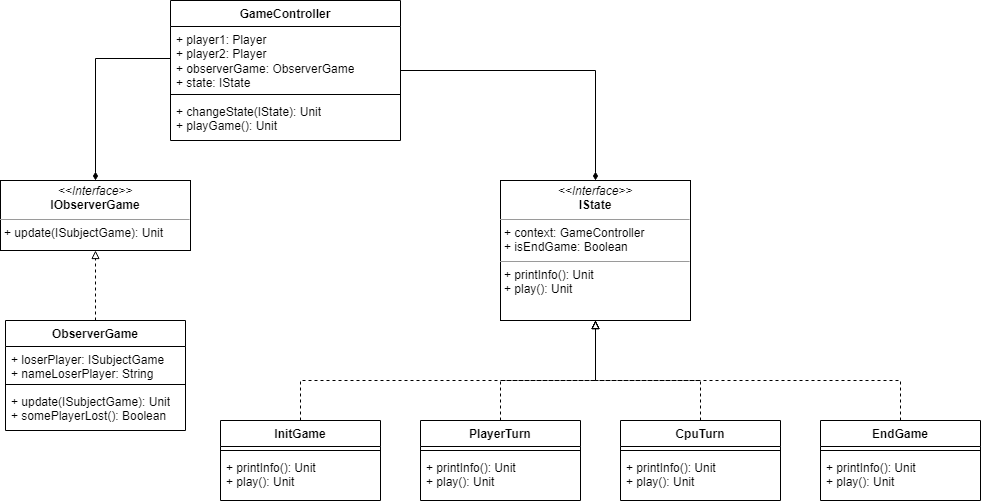 GameController
+ player1: Player
+ player2: Player
+ observerGame: ObserverGame
+ state: IState
+ changeState(IState): Unit
+ playGame(): Unit
<<Interface>>
IObserverGame
+ update(ISubjectGame): Unit
<<Interface>>
IState
+ context: GameController
+ isEndGame: Boolean
+ printInfo(): Unit
+ play(): Unit
ObserverGame
+ loserPlayer: ISubjectGame
+ nameLoserPlayer: String
+ update(ISubjectGame): Unit
+ somePlayerLost(): Boolean
InitGame
+ printInfo(): Unit
+ play(): Unit
PlayerTurn
+ printInfo(): Unit
+ play(): Unit
CpuTurn
+ printInfo(): Unit
+ play(): Unit
EndGame
+ printInfo(): Unit
+ play(): Unit